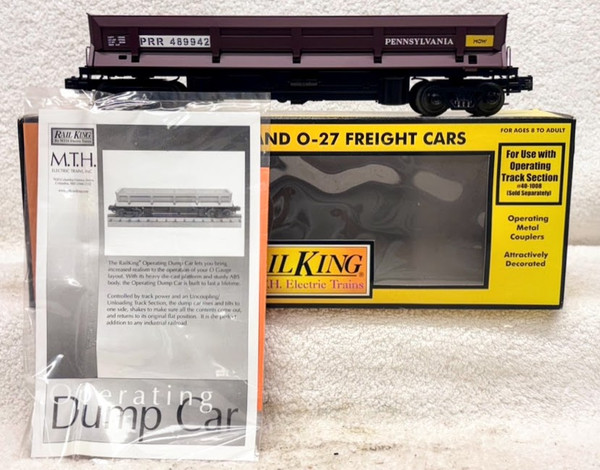 PRR 489942
PENNSYLVANIA
MOW
AND O-27 FREIGHT CARS
FOR AGES 8 TO ADULT
For Use with
Operating
Track Section
#40-1008
(Sold Separately)
Operating
Metal
Couplers
Attractively
Decorated
AIL KING
T.H. Electric Trains
RAIL KING
By M.T.H. Electric Trains
M.T.H.
ELECTRIC TRAINS, INC.
The RailKing® Operating Dump Car lets you bring
increased realism to the operation of your O Gauge
layout. With its heavy die cast platform and sturdy ABS
body, the Operating Dump Car is built to last a lifetime.
Controlled by track power and an Uncoupling/
Unloading Track Section, the dump car rises and tilts to
one side, shakes to make sure all the contents come out,
and returns to its original flat position. It is the perfect
addition to any industrial railroad.
Operating
Dump Car